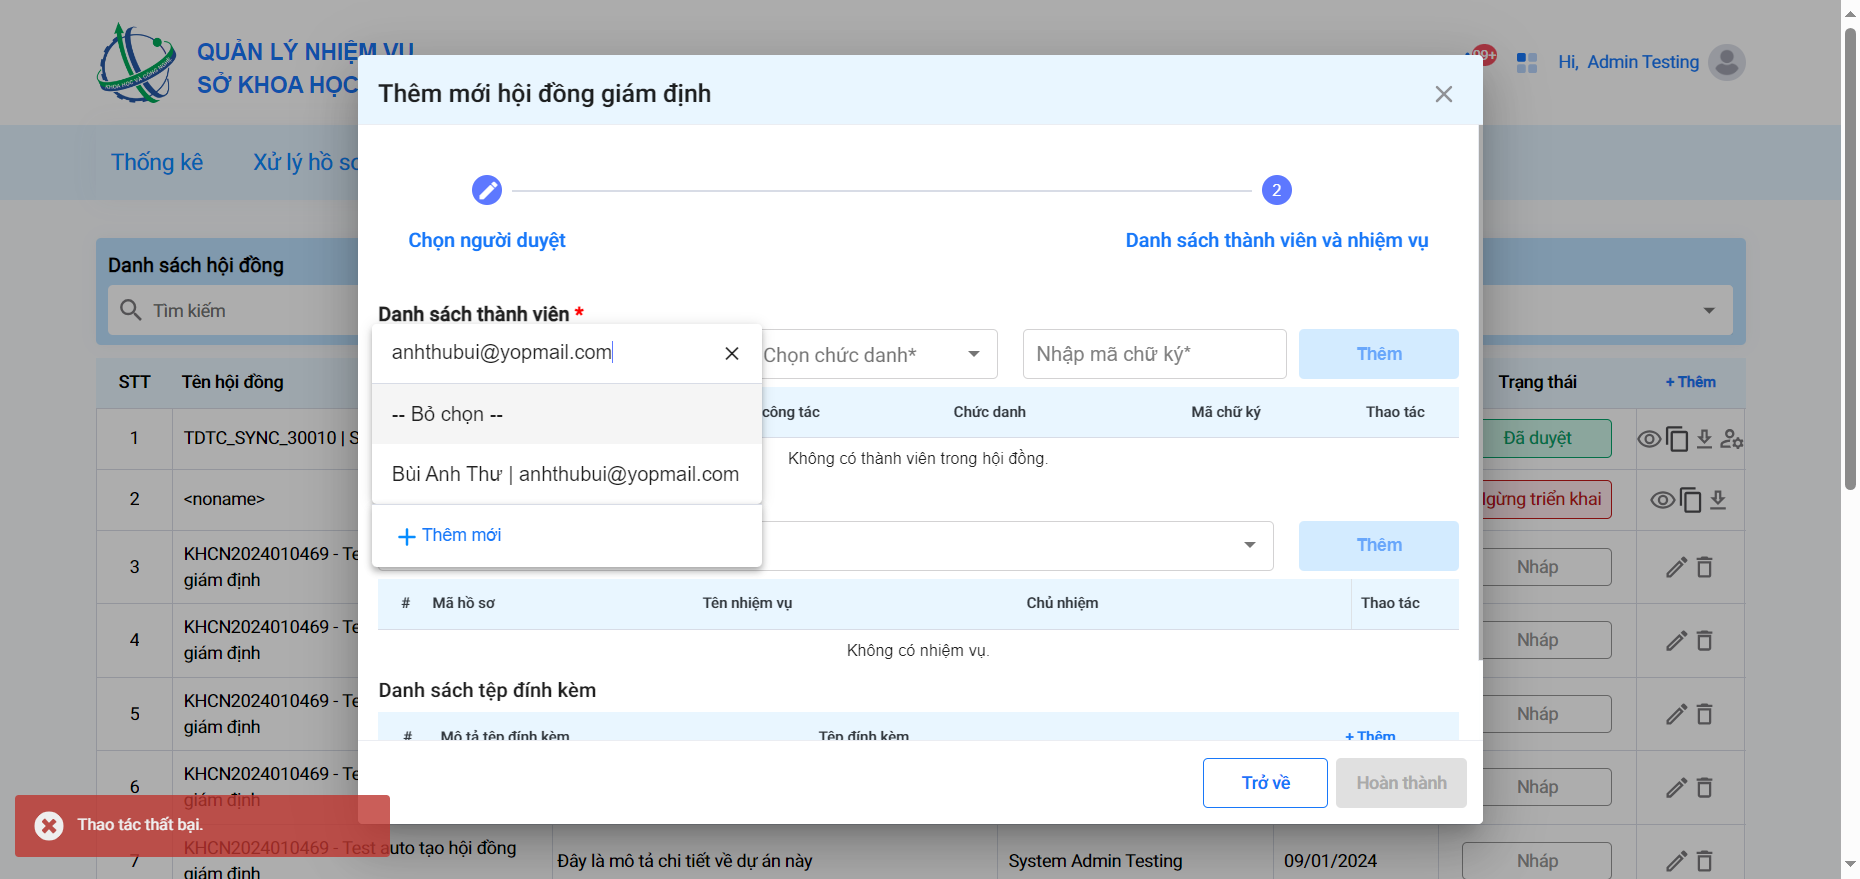 QUẢN LÝ NHIỆM VỤ
SỞ KHOA HỌC
KHOA HỌC VÀ CÔNG NGHỆ
99+
Hi, Admin Testing
Thống kê
Xử lý hồ sơ
Danh sách hội đồng
Tìm kiếm
STT
Tên hội đồng
Trạng thái
+ Thêm
1
TDTC_SYNC_30010 | S
Đã duyệt
2
<noname>
gừng triển khai
3
KHCN2024010469 - Te
giám định
Nháp
4
KHCN2024010469 - Te
giám định
Nháp
5
KHCN2024010469 - Te
giám định
Nháp
6
KHCN2024010469 - Te
giám định
Nháp
7
KHCN2024010469 - Test auto tạo hội đồng
giám định
Đây là mô tả chi tiết về dự án này
System Admin Testing
09/01/2024
Nháp
Thêm mới hội đồng giám định
2
Chọn người duyệt
Danh sách thành viên và nhiệm vụ
Danh sách thành viên *
anhthubui@yopmail.com
-- Bỏ chọn --
Bùi Anh Thư | anhthubui@yopmail.com
Thêm mới
Chọn chức danh*
Nhập mã chữ ký*
Thêm
công tác
Chức danh
Mã chữ ký
Thao tác
Không có thành viên trong hội đồng.
Thêm
#
Mã hồ sơ
Tên nhiệm vụ
Chủ nhiệm
Thao tác
Không có nhiệm vụ.
Danh sách tệp đính kèm
#
Mô tả tệp đính kèm
Tệp đính kèm
+ Thêm
Trở về
Hoàn thành
Thao tác thất bại.